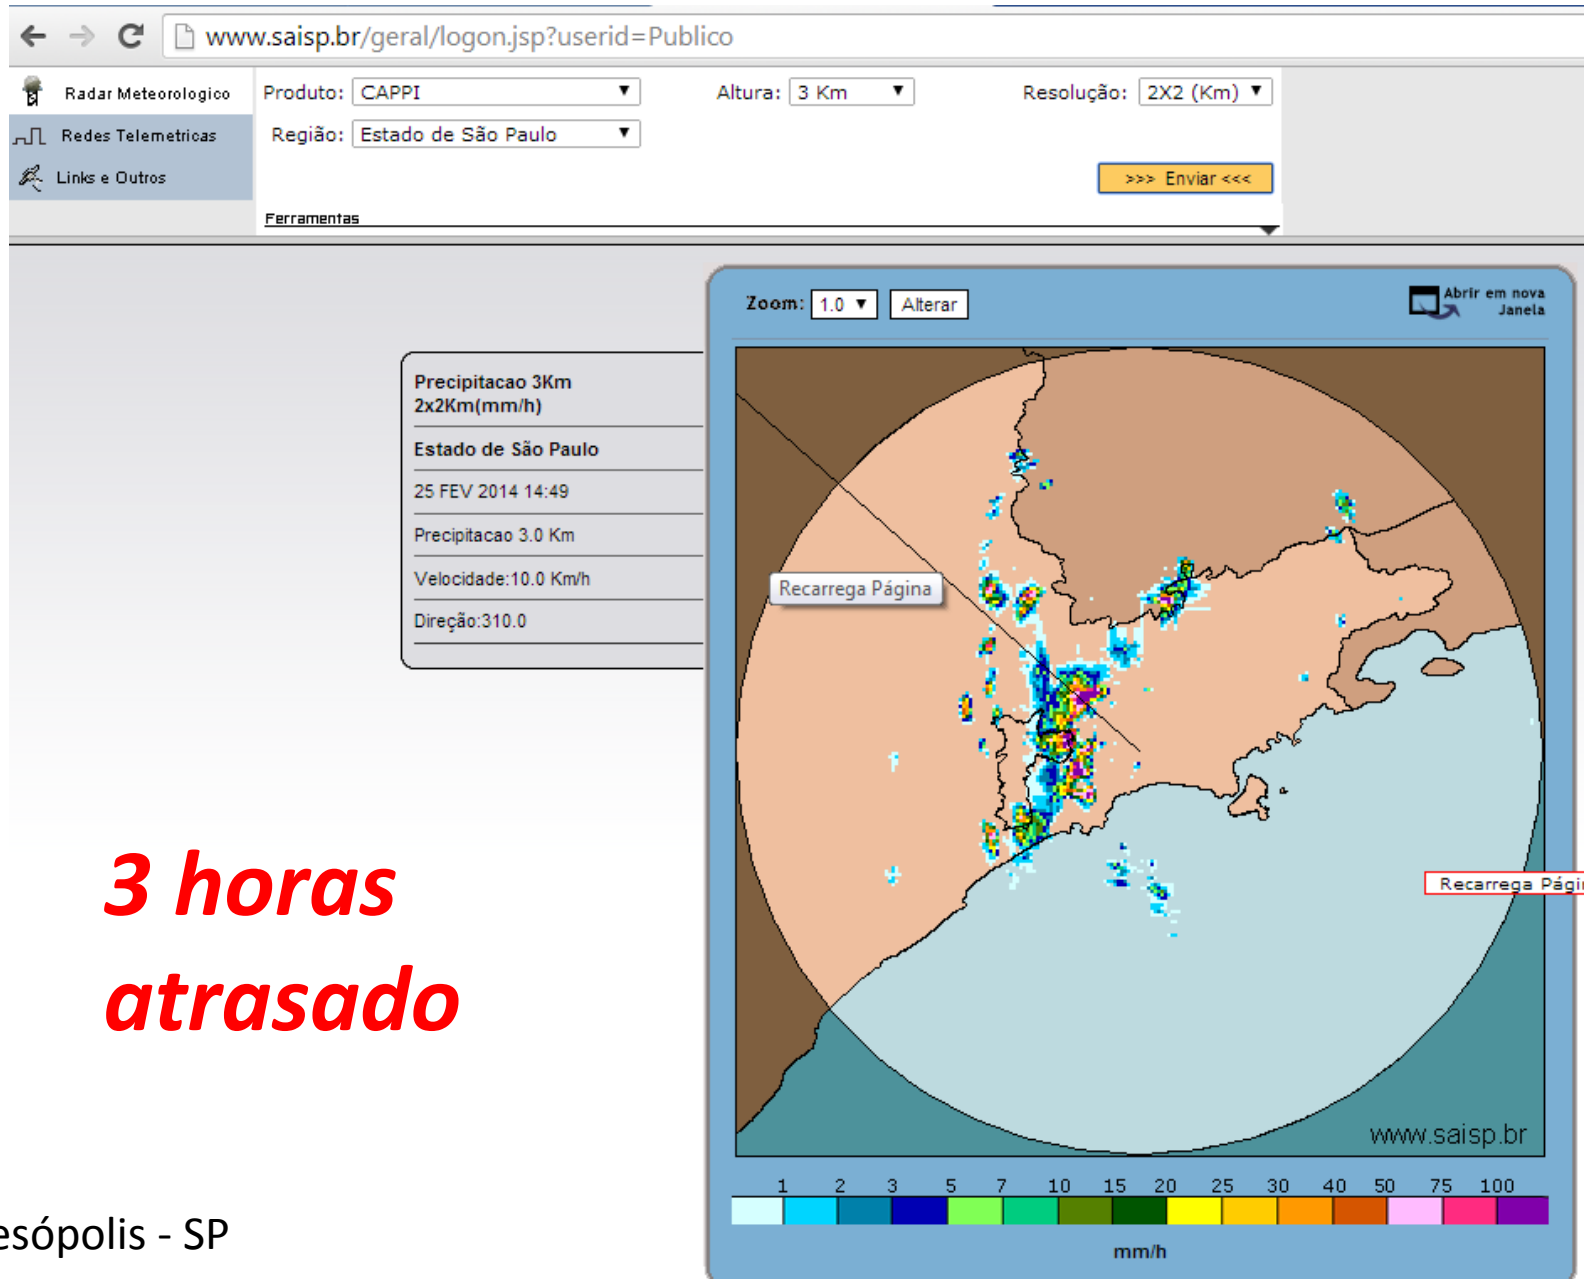 www.saisp.br/geral/logon.jsp?userid=Publico
Radar Meteorologico
Redes Telemetricas
Links e Outros
Produto: CAPPI
Altura: 3 Km
Resolução: 2X2 (Km)
Região: Estado de São Paulo
>>> Enviar <<<
Ferramentas
Zoom: 1.0 Alterar
Abrir em nova
Janela
Precipitacao 3Km
2x2Km(mm/h)
Estado de São Paulo
25 FEV 2014 14:49
Precipitacao 3.0 Km
Velocidade:10.0 Km/h
Direção:310.0
Recarrega Página
Recarrega Pági
www.saisp.br
1 2 3 5 7 10 15 20 25 30 40 50 75 100
mm/h
3 horas
atrasado
esópolis - SP